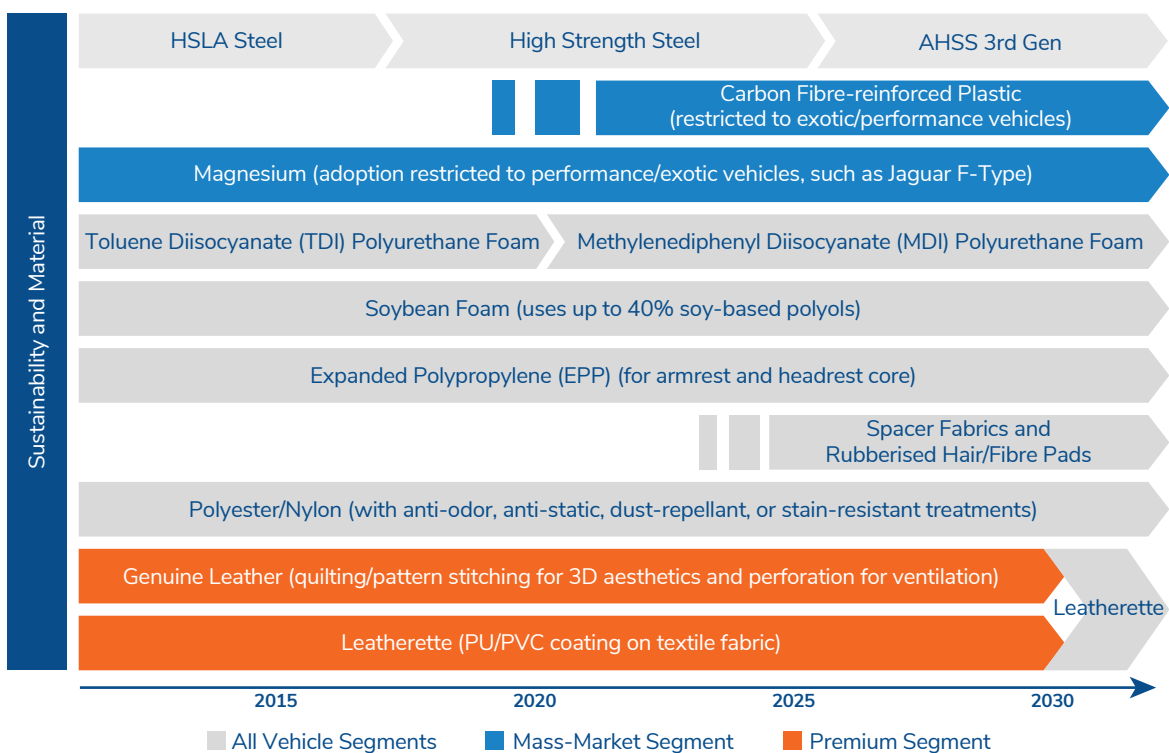 Sustainability and Material
HSLA Steel
High Strength Steel
AHSS 3rd Gen
Carbon Fibre-reinforced Plastic
(restricted to exotic/performance vehicles)
Magnesium (adoption restricted to performance/exotic vehicles, such as Jaguar F-Type)
Toluene Diisocyanate (TDI) Polyurethane Foam
Methylenediphenyl Diisocyanate (MDI) Polyurethane Foam
Soybean Foam (uses up to 40% soy-based polyols)
Expanded Polypropylene (EPP) (for armrest and headrest core)
Spacer Fabrics and
Rubberised Hair/Fibre Pads
Polyester/Nylon (with anti-odor, anti-static, dust-repellant, or stain-resistant treatments)
Genuine Leather (quilting/pattern stitching for 3D aesthetics and perforation for ventilation)
Leatherette
Leatherette (PU/PVC coating on textile fabric)
2015
2020
2025
2030
All Vehicle Segments
Mass-Market Segment
Premium Segment